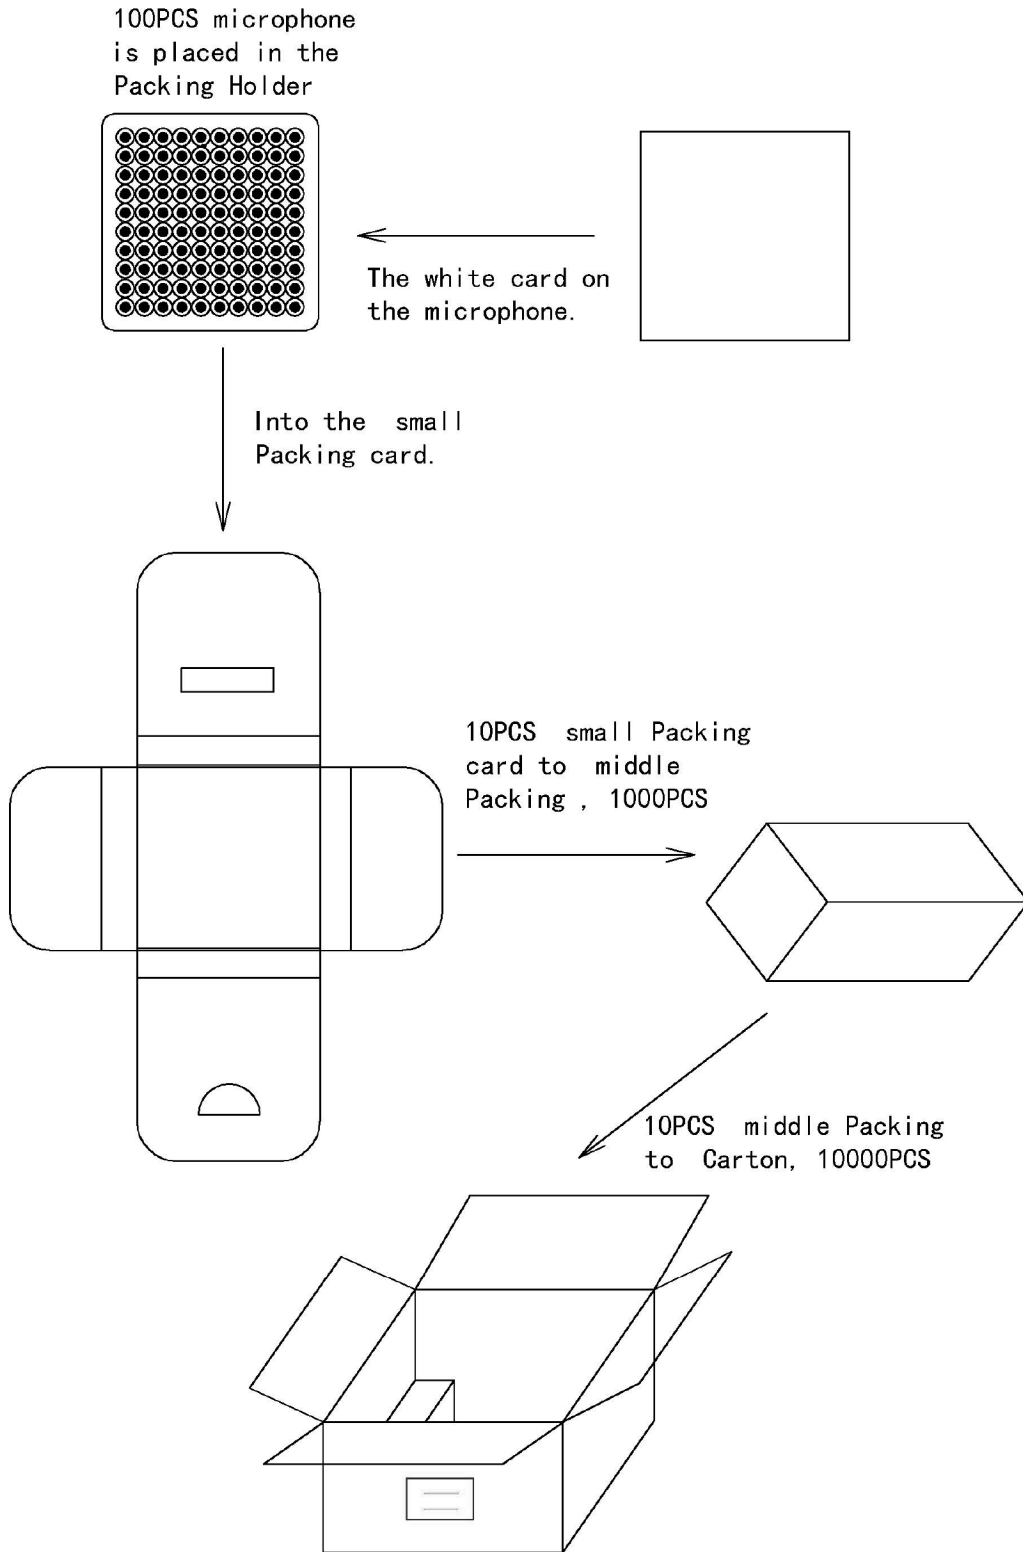 100PCS microphone
is placed in the
Packing Holder
The white card on
the microphone.
Into the small
Packing card.
10PCS small Packing
card to middle
Packing , 1000PCS
10PCS middle Packing
to Carton, 10000PCS